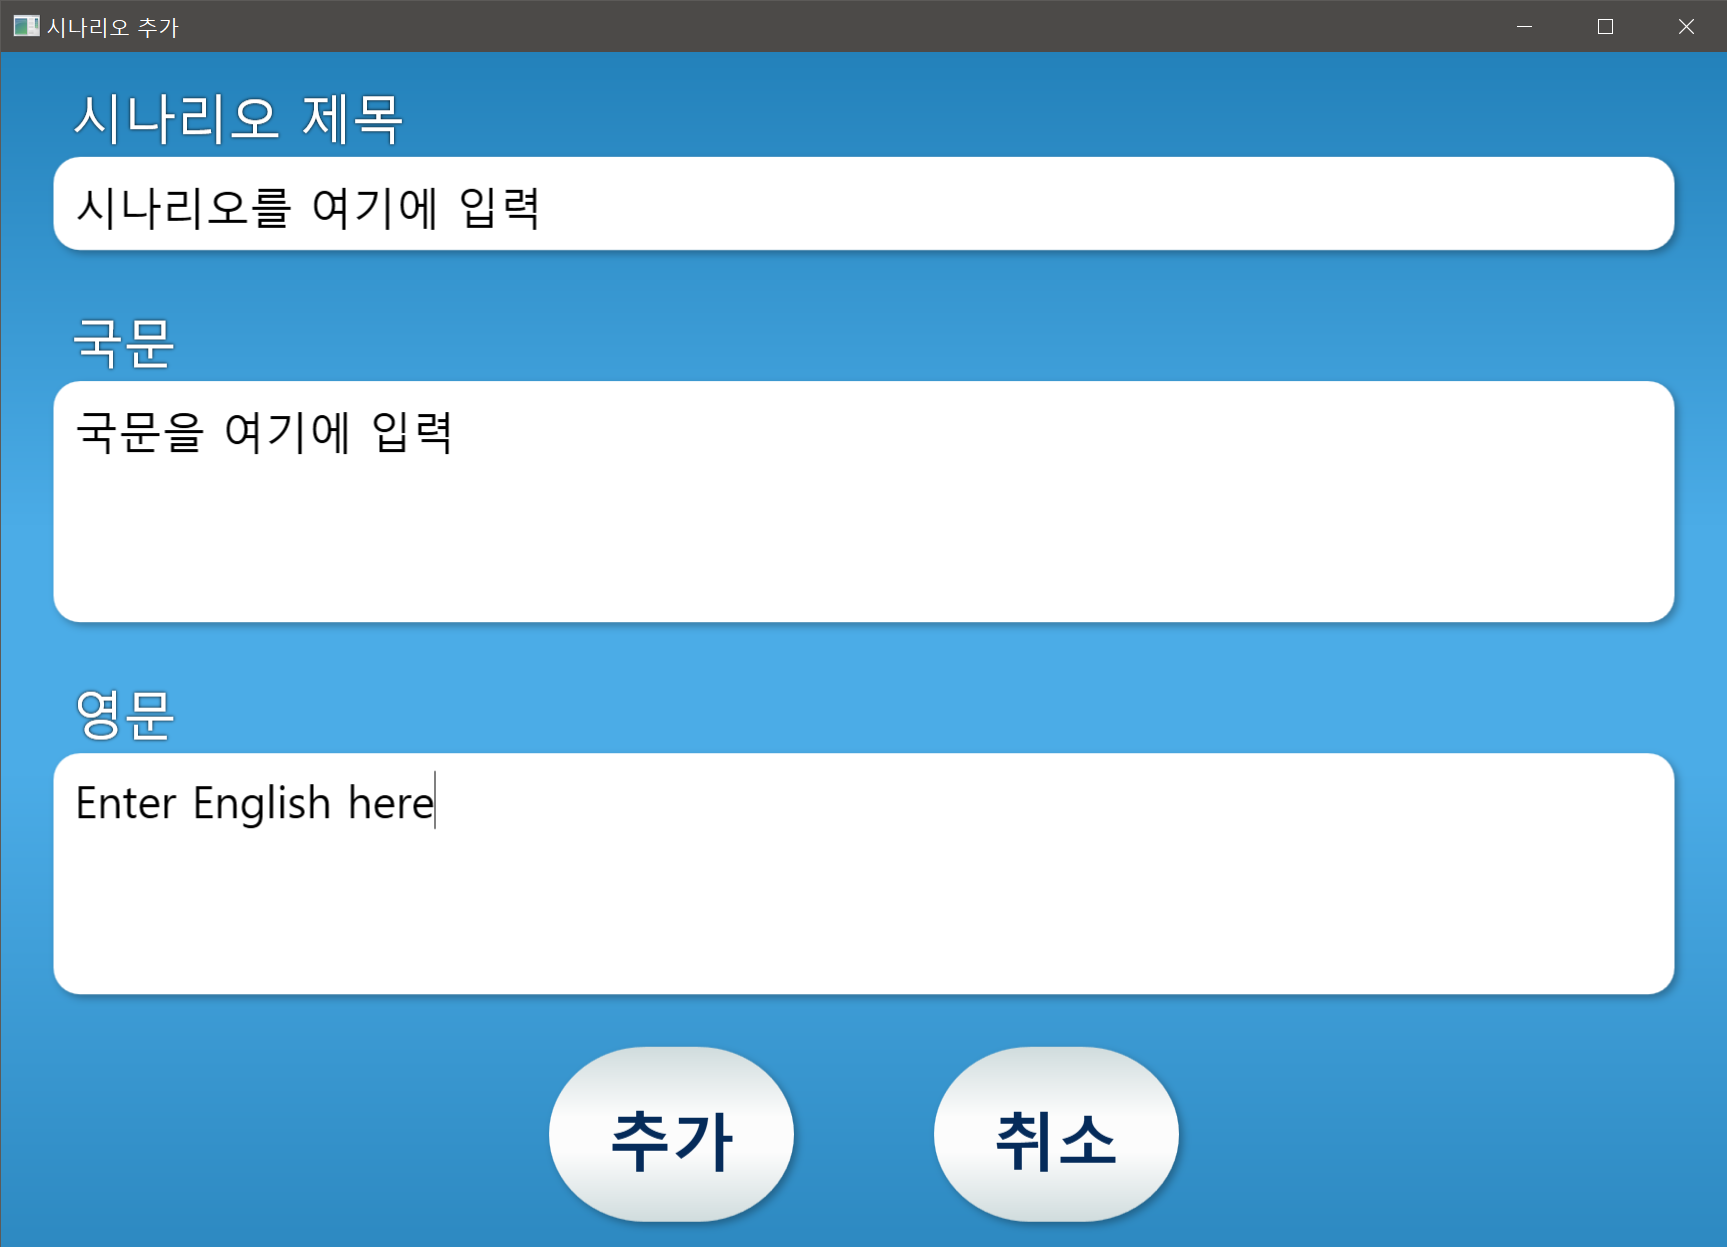 시나리오 추가
시나리오 제목
시나리오를 여기에 입력
국문
국문을 여기에 입력
영문
Enter English here
추가 취소